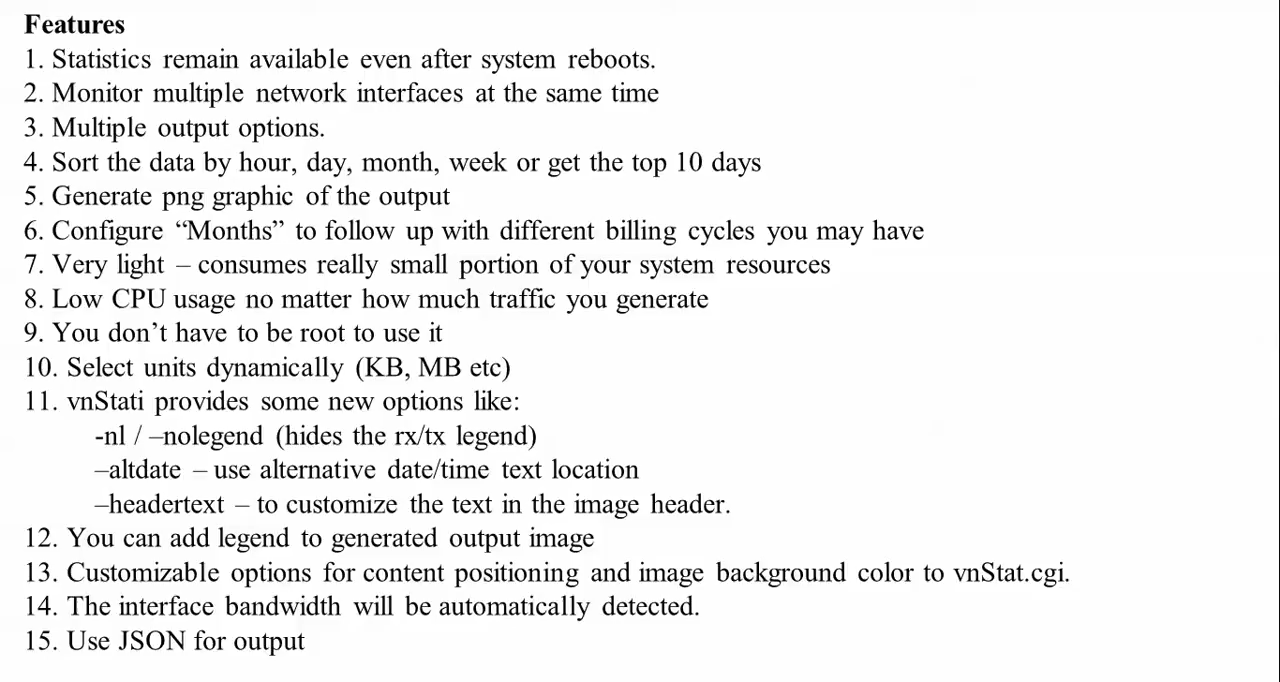 Features
1. Statistics remain available even after system reboots.
2. Monitor multiple network interfaces at the same time
3. Multiple output options.
4. Sort the data by hour, day, month, week or get the top 10 days
5. Generate png graphic of the output
6. Configure “Months” to follow up with different billing cycles you may have
7. Very light – consumes really small portion of your system resources
8. Low CPU usage no matter how much traffic you generate
9. You don’t have to be root to use it
10. Select units dynamically (KB, MB etc)
11. vnStati provides some new options like:
-nl / –nolegend (hides the rx/tx legend)
–altdate – use alternative date/time text location
–headertext – to customize the text in the image header.
12. You can add legend to generated output image
13. Customizable options for content positioning and image background color to vnStat.cgi.
14. The interface bandwidth will be automatically detected.
15. Use JSON for output